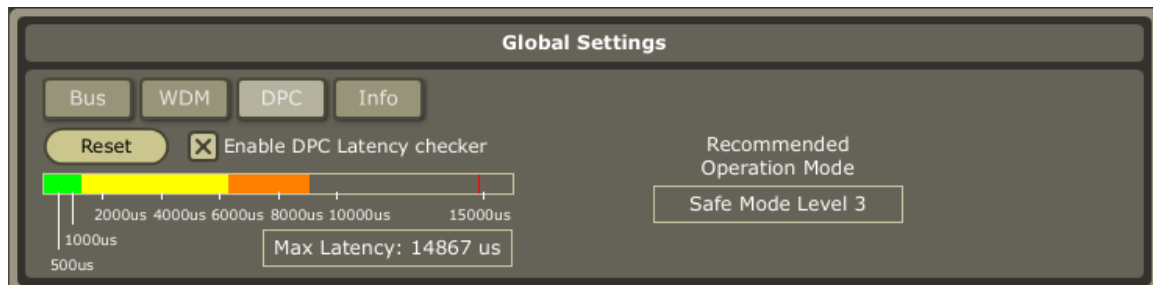 Global Settings
Bus WDM DPC Info
Reset Enable DPC Latency checker
Recommended
Operation Mode
Safe Mode Level 3
2000us 4000us 6000us 8000us 10000us 15000us
1000us
500us
Max Latency: 14867 us